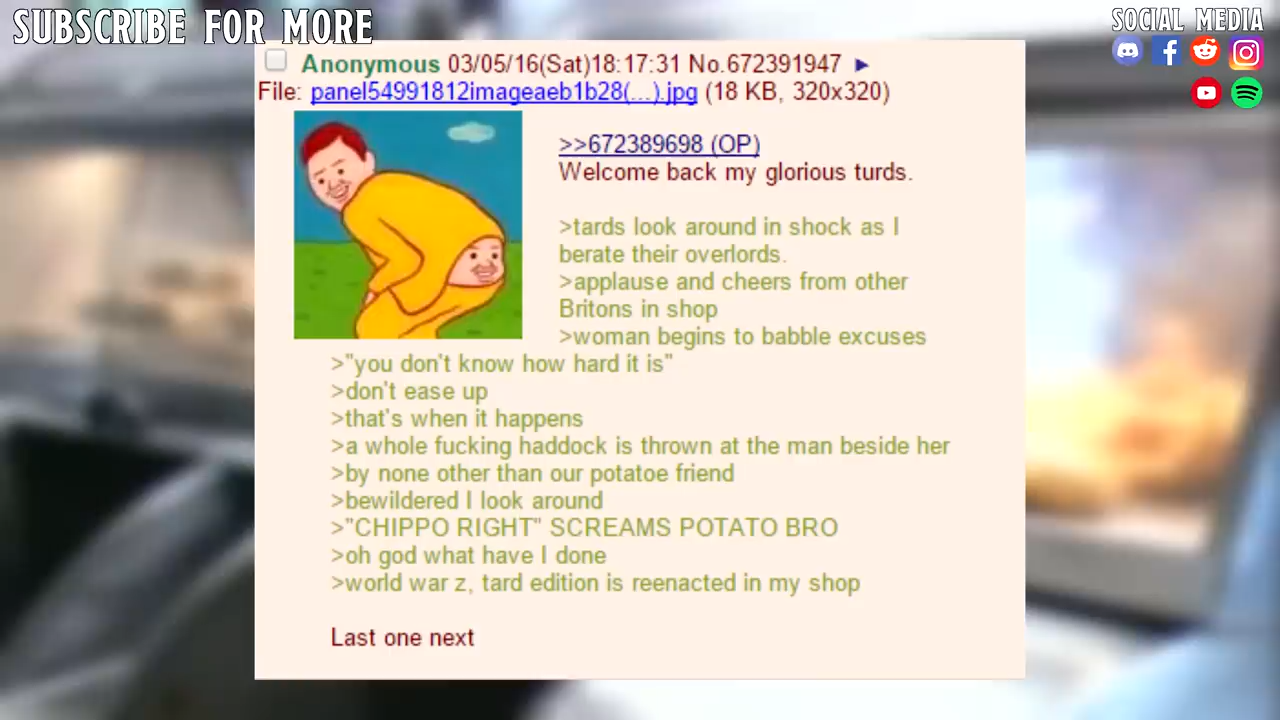 SUBSCRIBE FOR MORE
SOCIAL MEDIA
Anonymous 03/05/16(Sat)18:17:31 No.672391947 ►
File: panel54991812imageaeb1b28(...).jpg (18 KB, 320x320)
>>672389698 (OP)
Welcome back my glorious turds.
>tards look around in shock as I
berate their overlords.
>applause and cheers from other
Britons in shop
>woman begins to babble excuses
>"you don't know how hard it is"
>don't ease up
>that's when it happens
>a whole fucking haddock is thrown at the man beside her
>by none other than our potatoe friend
>bewildered I look around
>"CHIPPO RIGHT" SCREAMS POTATO BRO
>oh god what have I done
>world war z, tard edition is reenacted in my shop
Last one next